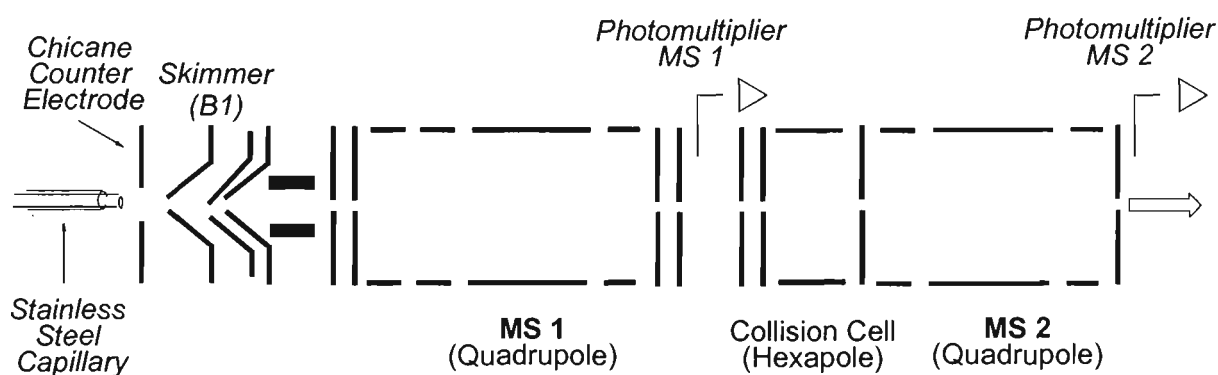 Chicane
Counter
Electrode
Skimmer
(B1)
Photomultiplier
MS 1
Photomultiplier
MS 2
Stainless
Steel
Capillary
MS 1
(Quadrupole)
Collision Cell
(Hexapole)
MS 2
(Quadrupole)